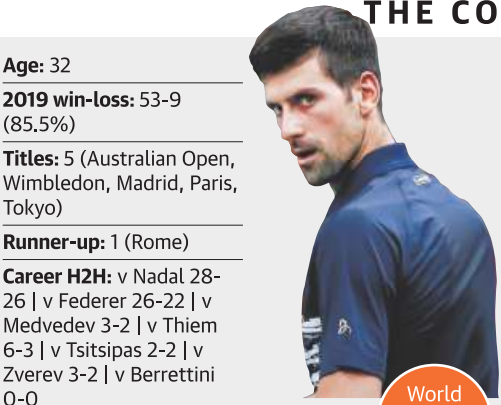 THE CO
Age: 32
2019 win-loss: 53-9
(85.5%)
Titles: 5 (Australian Open,
Wimbledon, Madrid, Paris,
Tokyo)
Runner-up: 1 (Rome)
Career H2H: v Nadal 28-
26 | v Federer 26-22 | v
Medvedev 3-2 | v Thiem
6-3 | v Tsitsipas 2-2 | v
Zverev 3-2 | v Berrettini
0-0
World